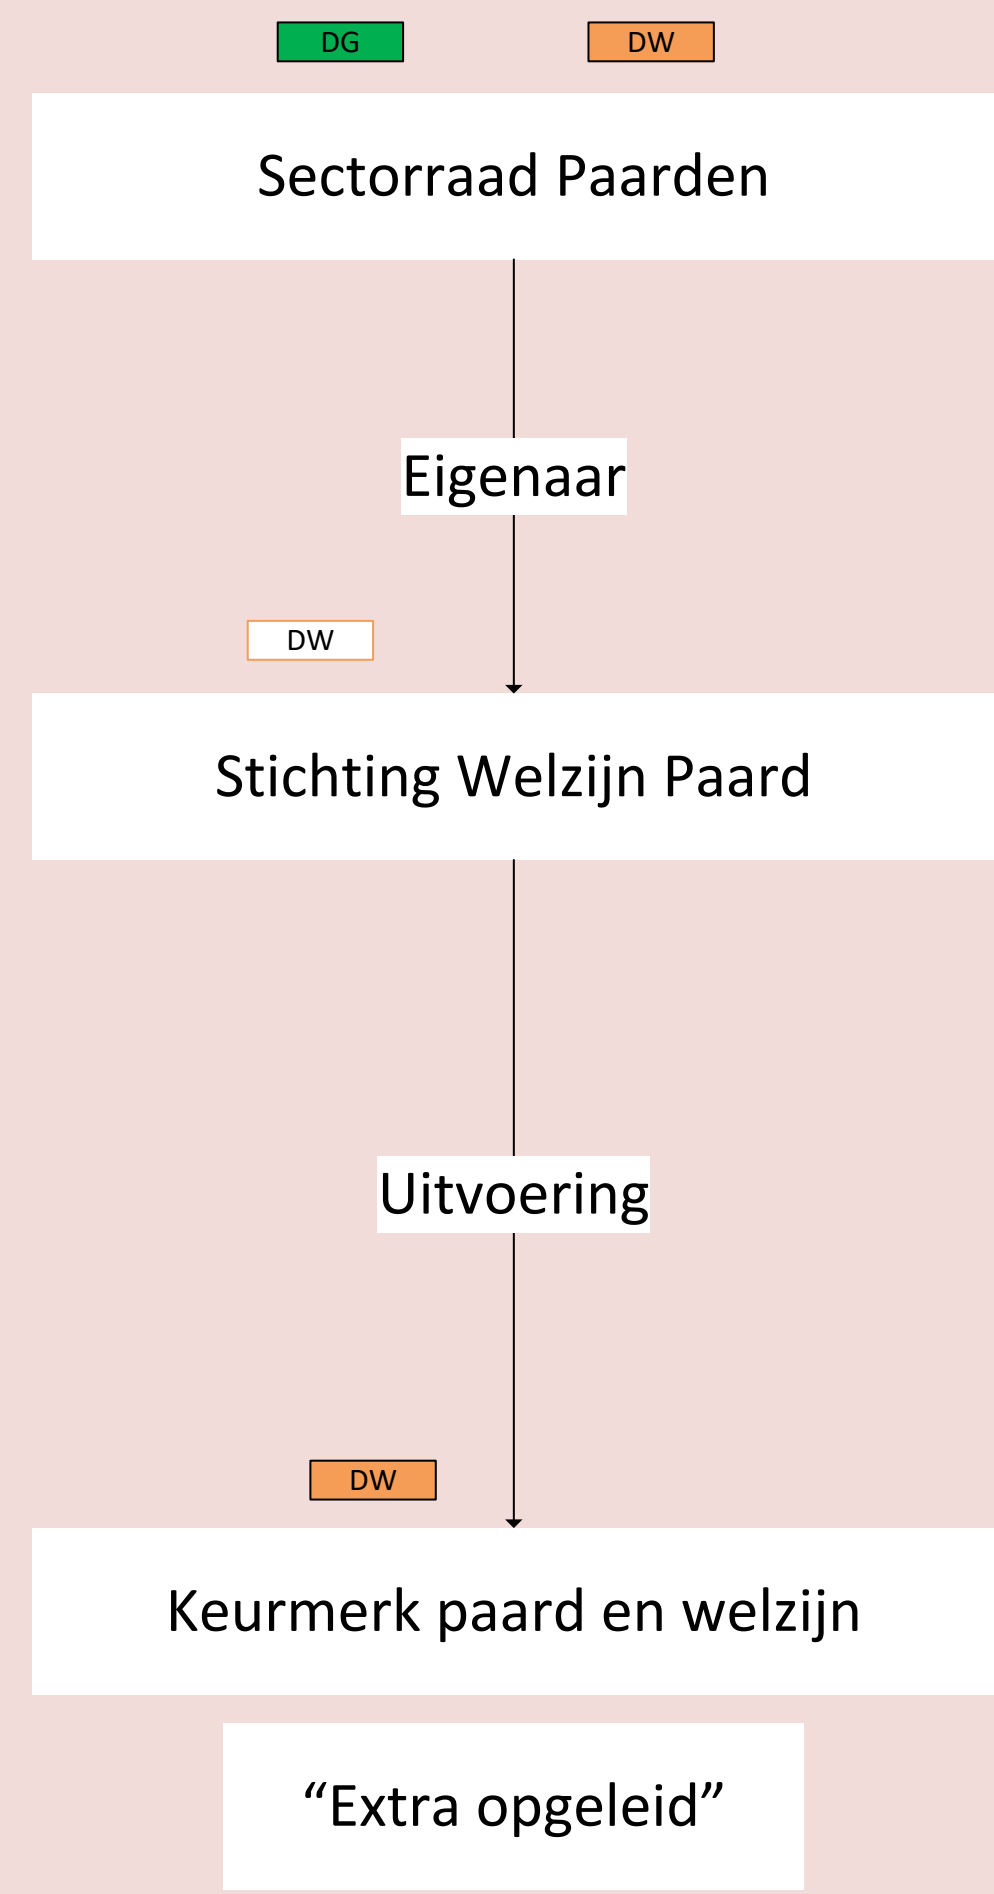 DG
DW
Sectorraad Paarden
Eigenaar
DW
Stichting Welzijn Paard
Uitvoering
DW
Keurmerk paard en welzijn
“Extra opgeleid”